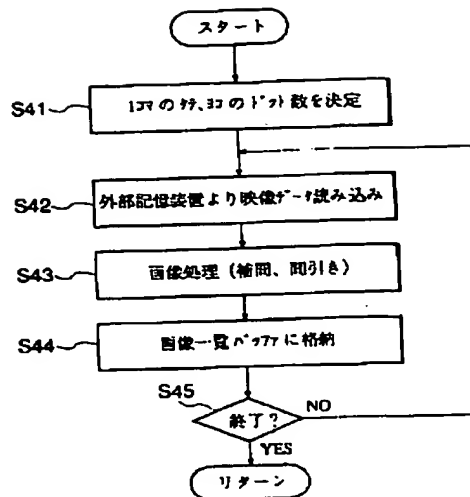 スタート
S41
1コマのタテ、ヨコのドット数を決定
S42
外部記憶装置より映像データ読み込み
S43
画像処理(補間、間引き)
S44
画像一覧バッファに格納
S45
終了?
NO
YES
リターン